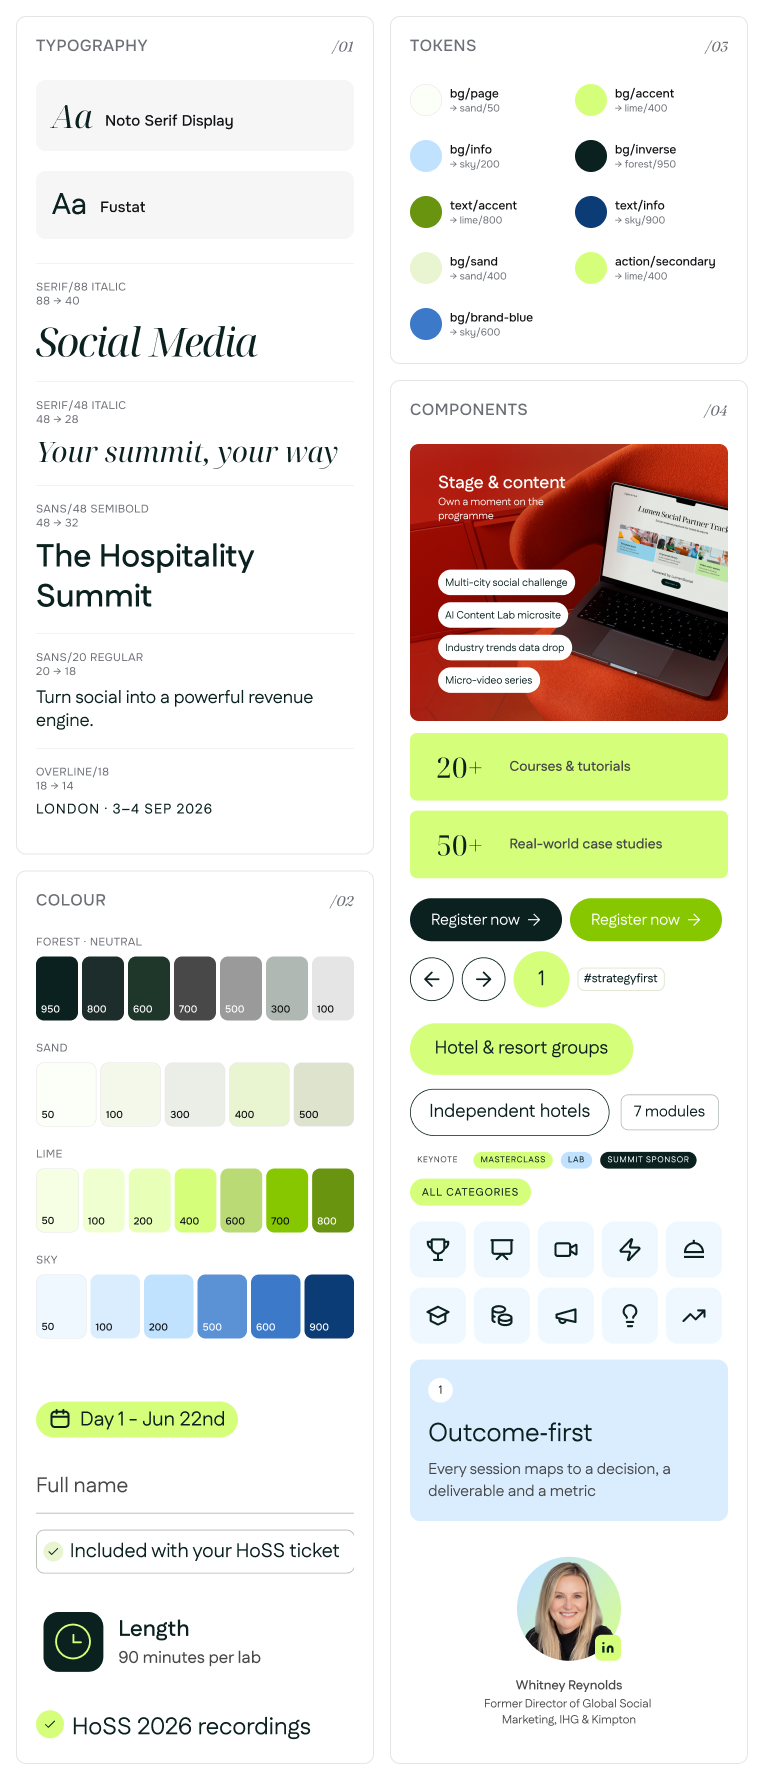 TYPOGRAPHY
/01
Aa Noto Serif Display
Aa Fustat
SERIF/88 ITALIC
88 → 40
Social Media
SERIF/48 ITALIC
48 → 28
Your summit, your way
SANS/48 SEMIBOLD
48 → 32
The Hospitality
Summit
SANS/20 REGULAR
20 → 18
Turn social into a powerful revenue
engine.
OVERLINE/18
18 → 14
LONDON · 3–4 SEP 2026
COLOUR
/02
FOREST · NEUTRAL
950 800 600 700 500 300 100
SAND
50 100 300 400 500
LIME
50 100 200 400 600 700 800
SKY
50 100 200 500 600 900
Day 1 - Jun 22nd
Full name
Included with your HoSS ticket
Length
90 minutes per lab
HoSS 2026 recordings
TOKENS
/03
bg/page
→ sand/50
bg/accent
→ lime/400
bg/info
→ sky/200
bg/inverse
→ forest/950
text/accent
→ lime/800
text/info
→ sky/900
bg/sand
→ sand/400
action/secondary
→ lime/400
bg/brand-blue
→ sky/600
COMPONENTS
/04
Stage & content
Own a moment on the
programme
Lumen Social Partner Track
Multi-city social challenge
AI Content Lab microsite
Industry trends data drop
Micro-video series
20+ Courses & tutorials
50+ Real-world case studies
Register now →
Register now →
← → 1 #strategyfirst
Hotel & resort groups
Independent hotels
7 modules
KEYNOTE MASTERCLASS LAB SUMMIT SPONSOR
ALL CATEGORIES
1
Outcome-first
Every session maps to a decision, a
deliverable and a metric
in
Whitney Reynolds
Former Director of Global Social
Marketing, IHG & Kimpton